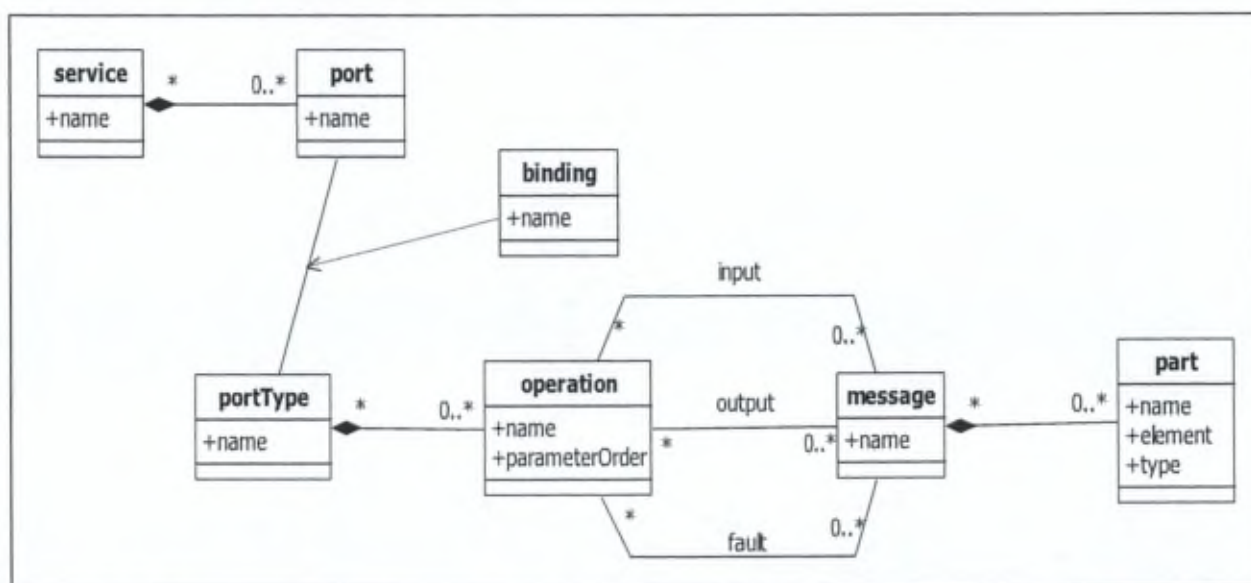 service
+name
*
0..*
port
+name
binding
+name
portType
+name
*
0..*
operation
+name
+parameterOrder
input
*
0..*
output
*
0..*
fault
*
0..*
message
+name
*
0..*
part
+name
+element
+type